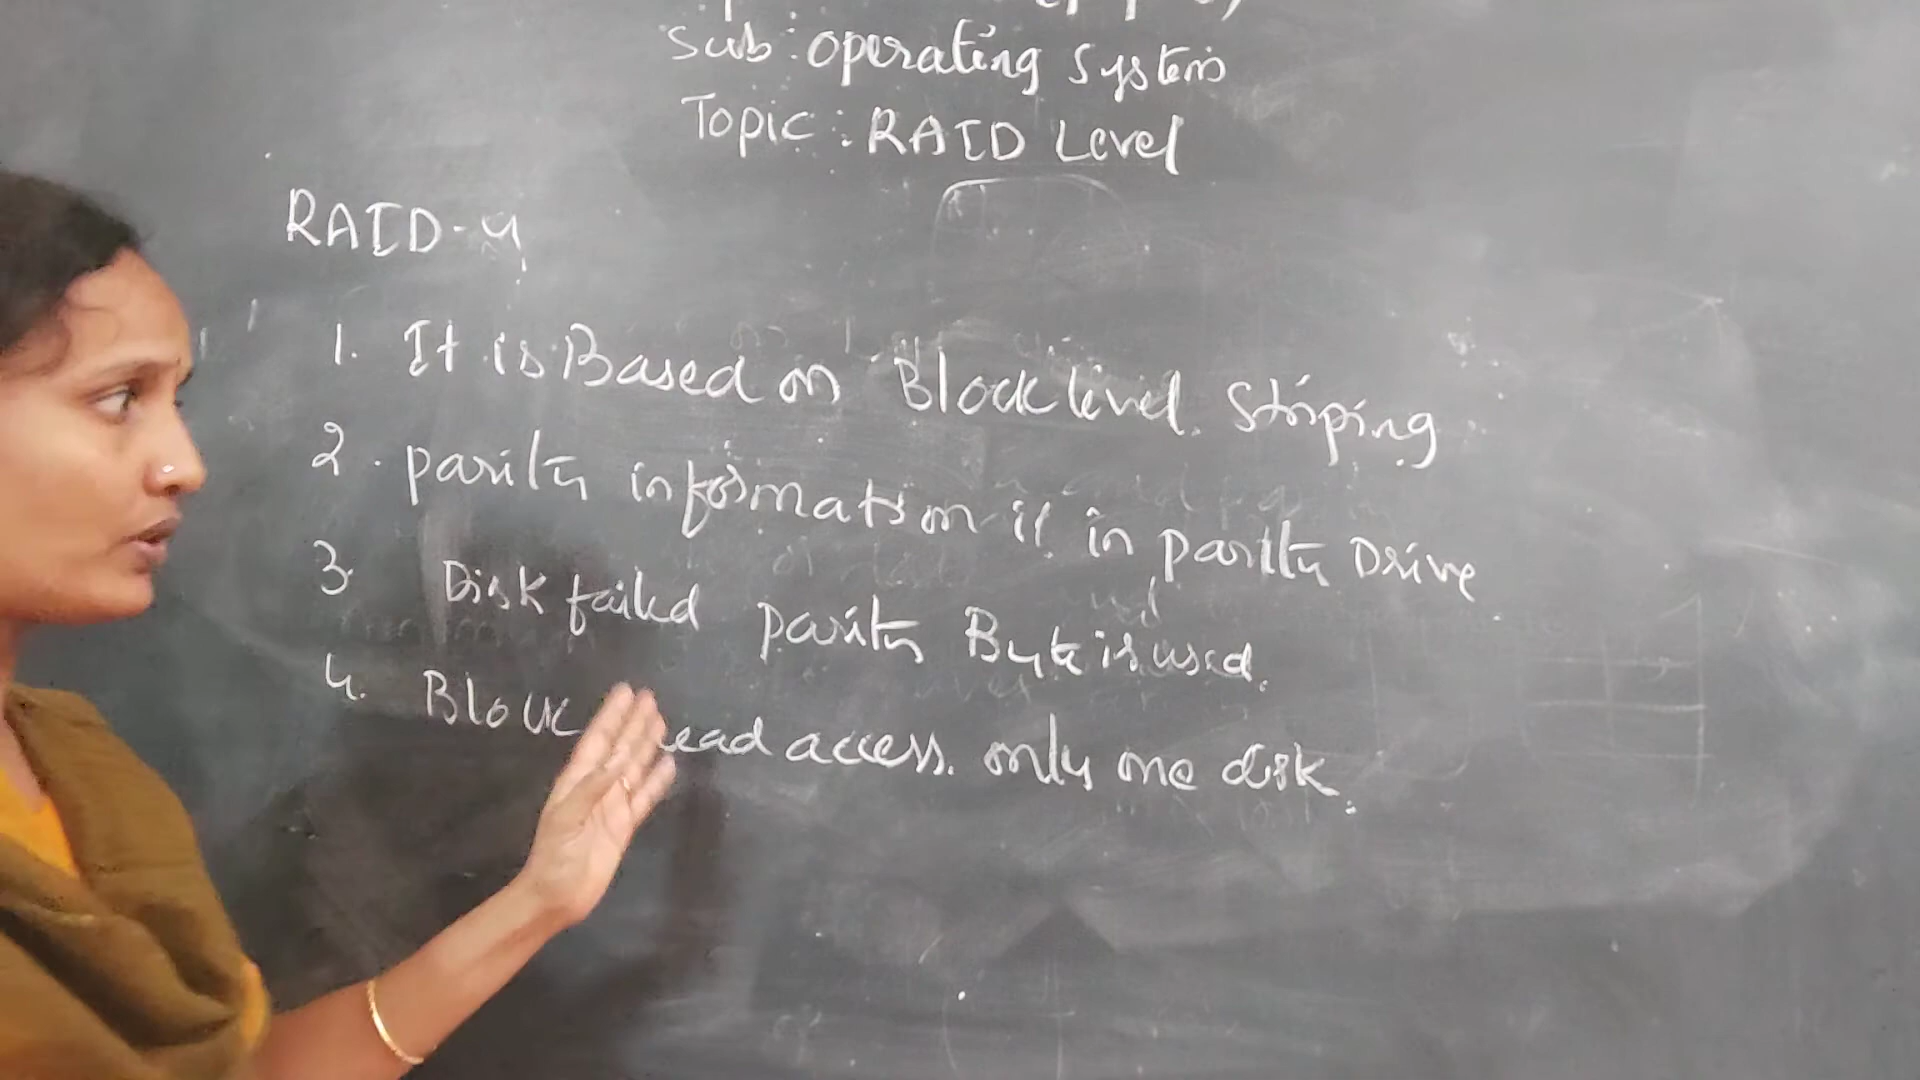 Sub: Operating System
Topic: RAID Level
RAID-4
1. It is Based on Block level Striping
2. parity information is in parity Drive
3. Disk failed parity Byte is used.
4. Block read access. only one disk.